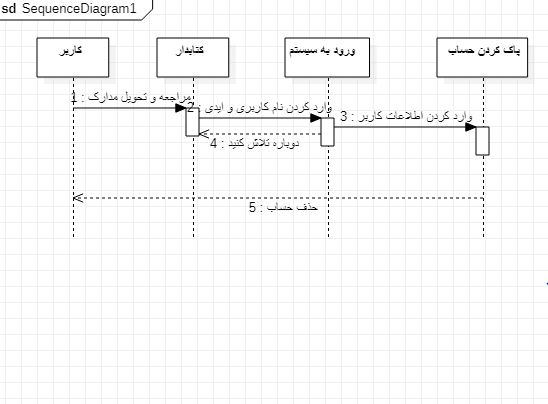 sd SequenceDiagram1
کاربر
کتابدار
ورود به سیستم
پاک کردن حساب
1 : مراجعه و تحویل مدارک
2 : وارد کردن نام کاربری و ایدی
3 : وارد کردن اطلاعات کاربر
4 : دوباره تلاش کنید
5 : حذف حساب